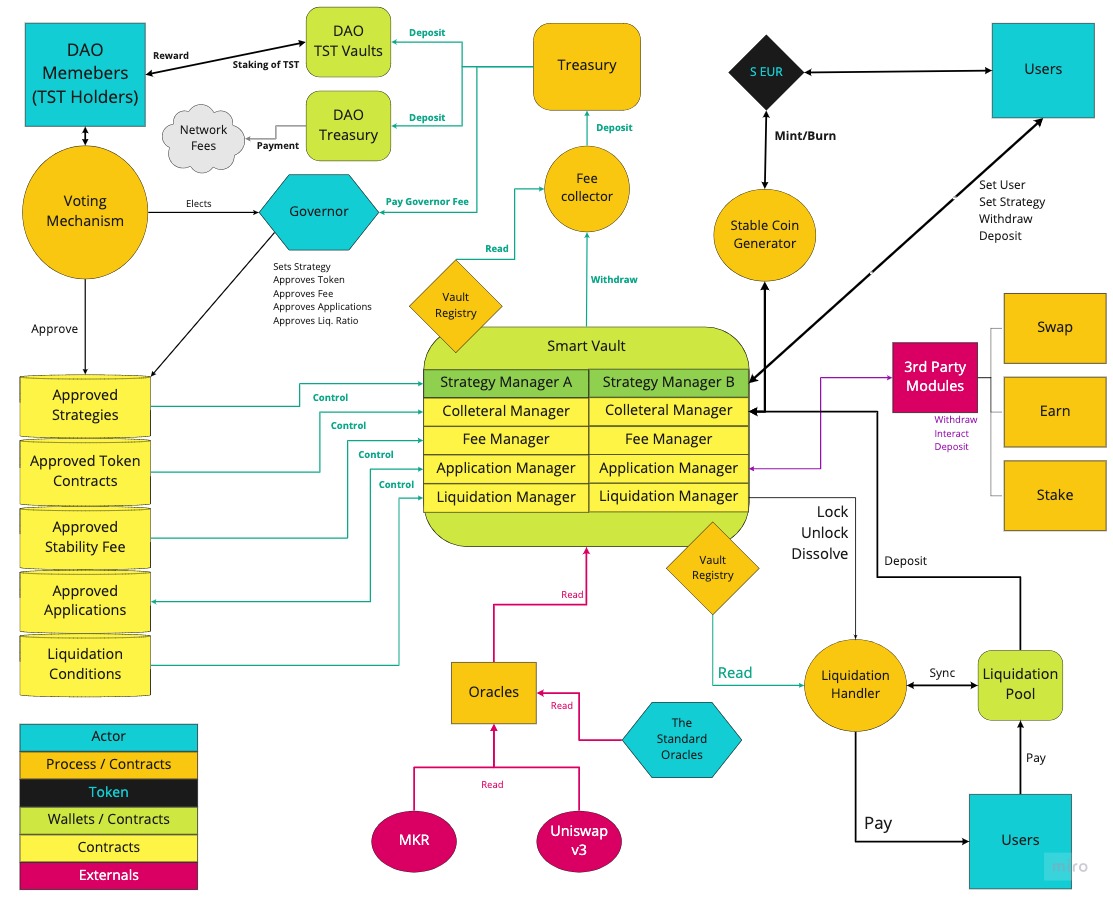 DAO
Memebers
(TST Holders)
Reward
Staking of TST
DAO
TST Vaults
Deposit
Treasury
S EUR
Users
DAO
Treasury
Deposit
Network
Fees
Payment
Deposit
Mint/Burn
Voting
Mechanism
Elects
Governor
Pay Governor Fee
Fee
collector
Stable Coin
Generator
Set User
Set Strategy
Withdraw
Deposit
Read
Withdraw
Sets Strategy
Approves Token
Approves Fee
Approves Applications
Approves Liq. Ratio
Vault
Registry
Approve
Smart Vault
Swap
Approved
Strategies
Control
Strategy Manager A
Strategy Manager B
3rd Party
Modules
Colleteral Manager
Colleteral Manager
Earn
Control
Withdraw
Interact
Deposit
Fee Manager
Fee Manager
Approved Token
Contracts
Control
Application Manager
Application Manager
Control
Liquidation Manager
Liquidation Manager
Stake
Lock
Unlock
Dissolve
Approved
Stability Fee
Vault
Registry
Deposit
Approved
Applications
Read
Liquidation
Conditions
Read
Oracles
Read
The
Standard
Oracles
Liquidation
Handler
Sync
Liquidation
Pool
Pay
Read
MKR
Uniswap
v3
Pay
Users
miro
Actor
Process / Contracts
Token
Wallets / Contracts
Contracts
Externals